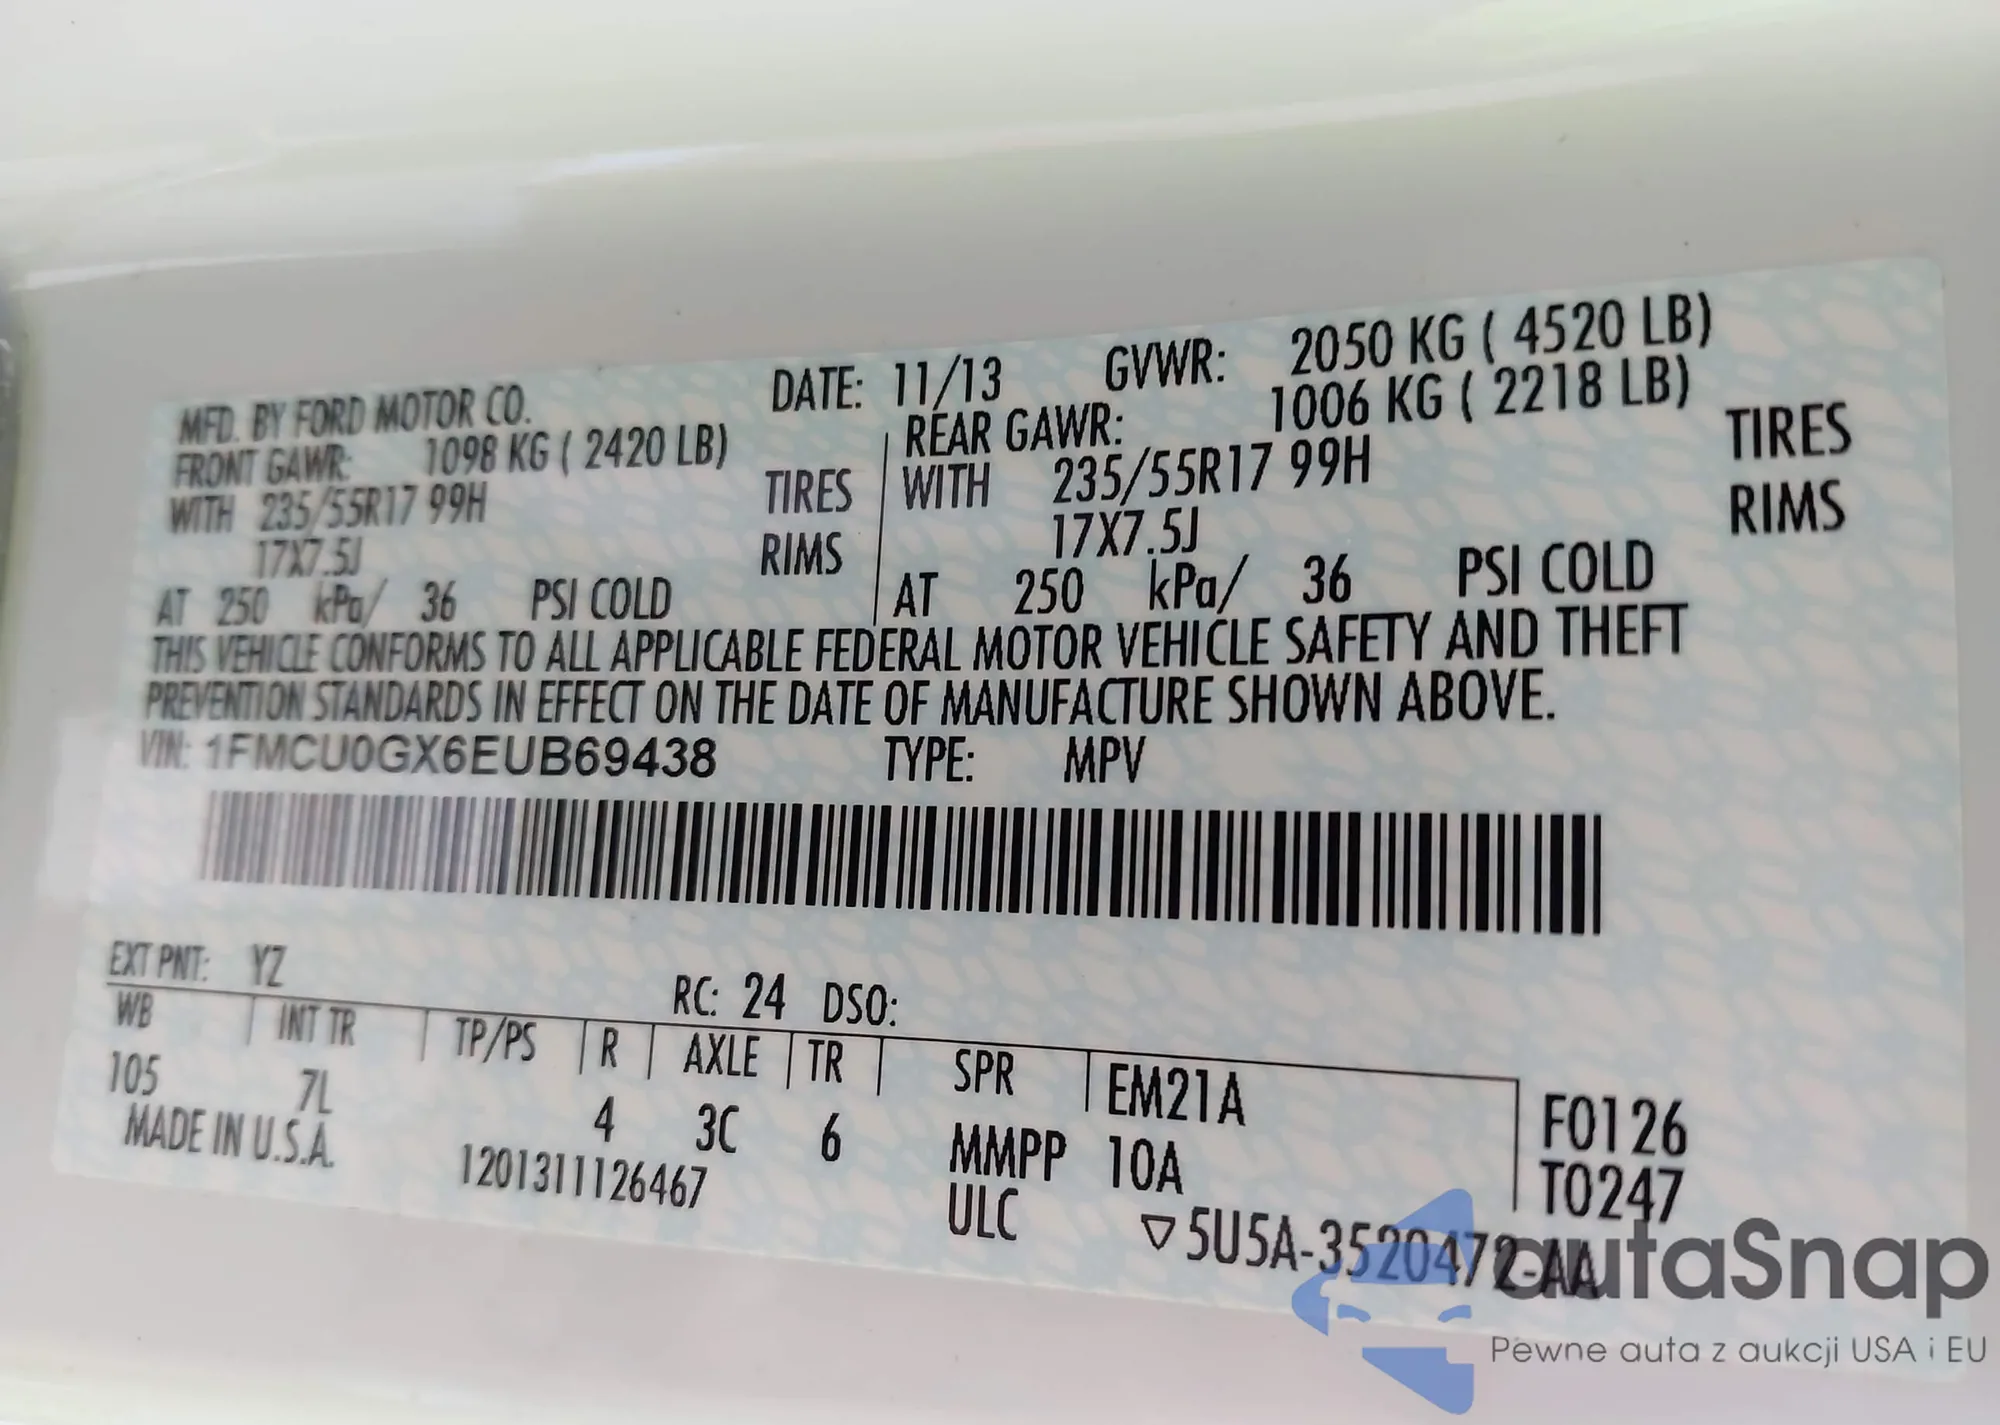 MFD. BY FORD MOTOR CO. DATE: 11/13 GVWR: 2050 KG ( 4520 LB)
FRONT GAWR: 1098 KG ( 2420 LB) REAR GAWR: 1006 KG ( 2218 LB)
WITH 235/55R17 99H TIRES WITH 235/55R17 99H TIRES
17X7.5J RIMS 17X7.5J RIMS
AT 250 kPa/ 36 PSI COLD AT 250 kPa/ 36 PSI COLD
THIS VEHICLE CONFORMS TO ALL APPLICABLE FEDERAL MOTOR VEHICLE SAFETY AND THEFT
PREVENTION STANDARDS IN EFFECT ON THE DATE OF MANUFACTURE SHOWN ABOVE.
VIN: 1FMCU0GX6EUB69438 TYPE: MPV
EXT PNT: YZ RC: 24 DSO:
WB INT TR TP/PS R AXLE TR SPR EM21A F0126
105 7L 4 3C 6 MMPP 10A T0247
MADE IN U.S.A. 1201311126467 ULC ▽5U5A-3520472-AA
autaSnap
Pewne auta z aukcji USA i EU